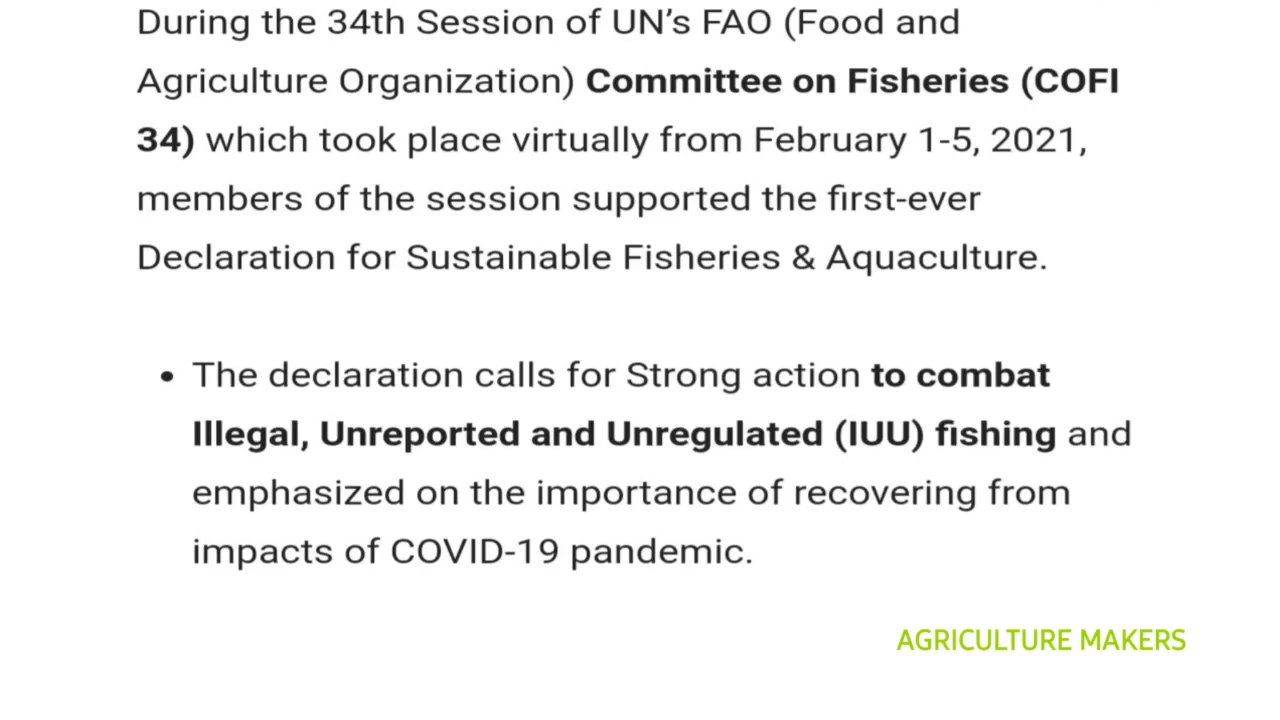 During the 34th Session of UN’s FAO (Food and
Agriculture Organization) Committee on Fisheries (COFI
34) which took place virtually from February 1-5, 2021,
members of the session supported the first-ever
Declaration for Sustainable Fisheries & Aquaculture.
• The declaration calls for Strong action to combat
Illegal, Unreported and Unregulated (IUU) fishing and
emphasized on the importance of recovering from
impacts of COVID-19 pandemic.
AGRICULTURE MAKERS